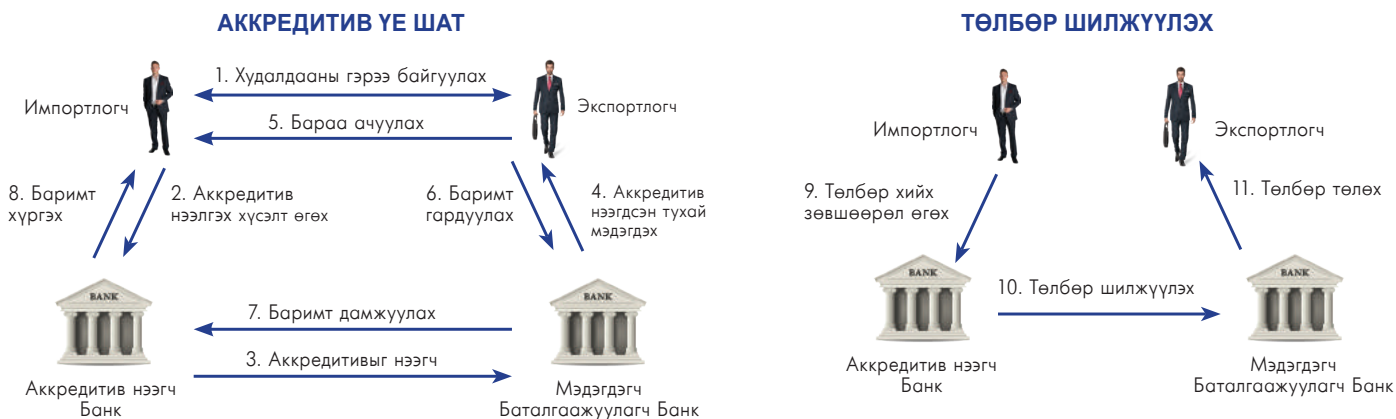 АККРЕДИТИВ ҮЕ ШАТ
1. Худалдааны гэрээ байгуулах
Импортлогч
Экспортлогч
5. Бараа ачуулах
8. Баримт
хүргэх
2. Аккредитив
нээлгэх хүсэлт өгөх
6. Баримт
гардуулах
4. Аккредитив
нээгдсэн тухай
мэдэгдэх
BANK
BANK
7. Баримт дамжуулах
3. Аккредитивыг нээгч
Аккредитив нээгч
Банк
Мэдэгдэгч
Баталгаажуулагч Банк
ТӨЛБӨР ШИЛЖҮҮЛЭХ
Импортлогч
Экспортлогч
9. Төлбөр хийх
зөвшөөрөл өгөх
11. Төлбөр төлөх
BANK
BANK
10. Төлбөр шилжүүлэх
Аккредитив нээгч
Банк
Мэдэгдэгч
Баталгаажуулагч Банк